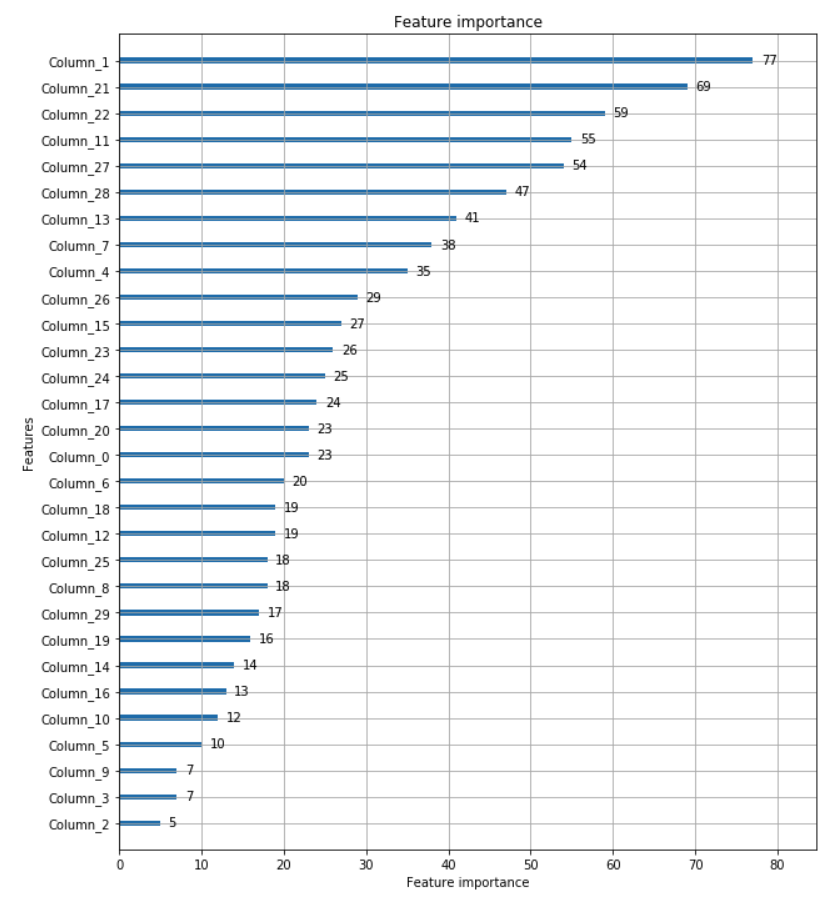 Feature importance
Column_1 77
Column_21 69
Column_22 59
Column_11 55
Column_27 54
Column_28 47
Column_13 41
Column_7 38
Column_4 35
Column_26 29
Column_15 27
Column_23 26
Column_24 25
Column_17 24
Column_20 23
Column_0 23
Column_6 20
Column_18 19
Column_12 19
Column_25 18
Column_8 18
Column_29 17
Column_19 16
Column_14 14
Column_16 13
Column_10 12
Column_5 10
Column_9 7
Column_3 7
Column_2 5
Features
0 10 20 30 40 50 60 70 80
Feature importance